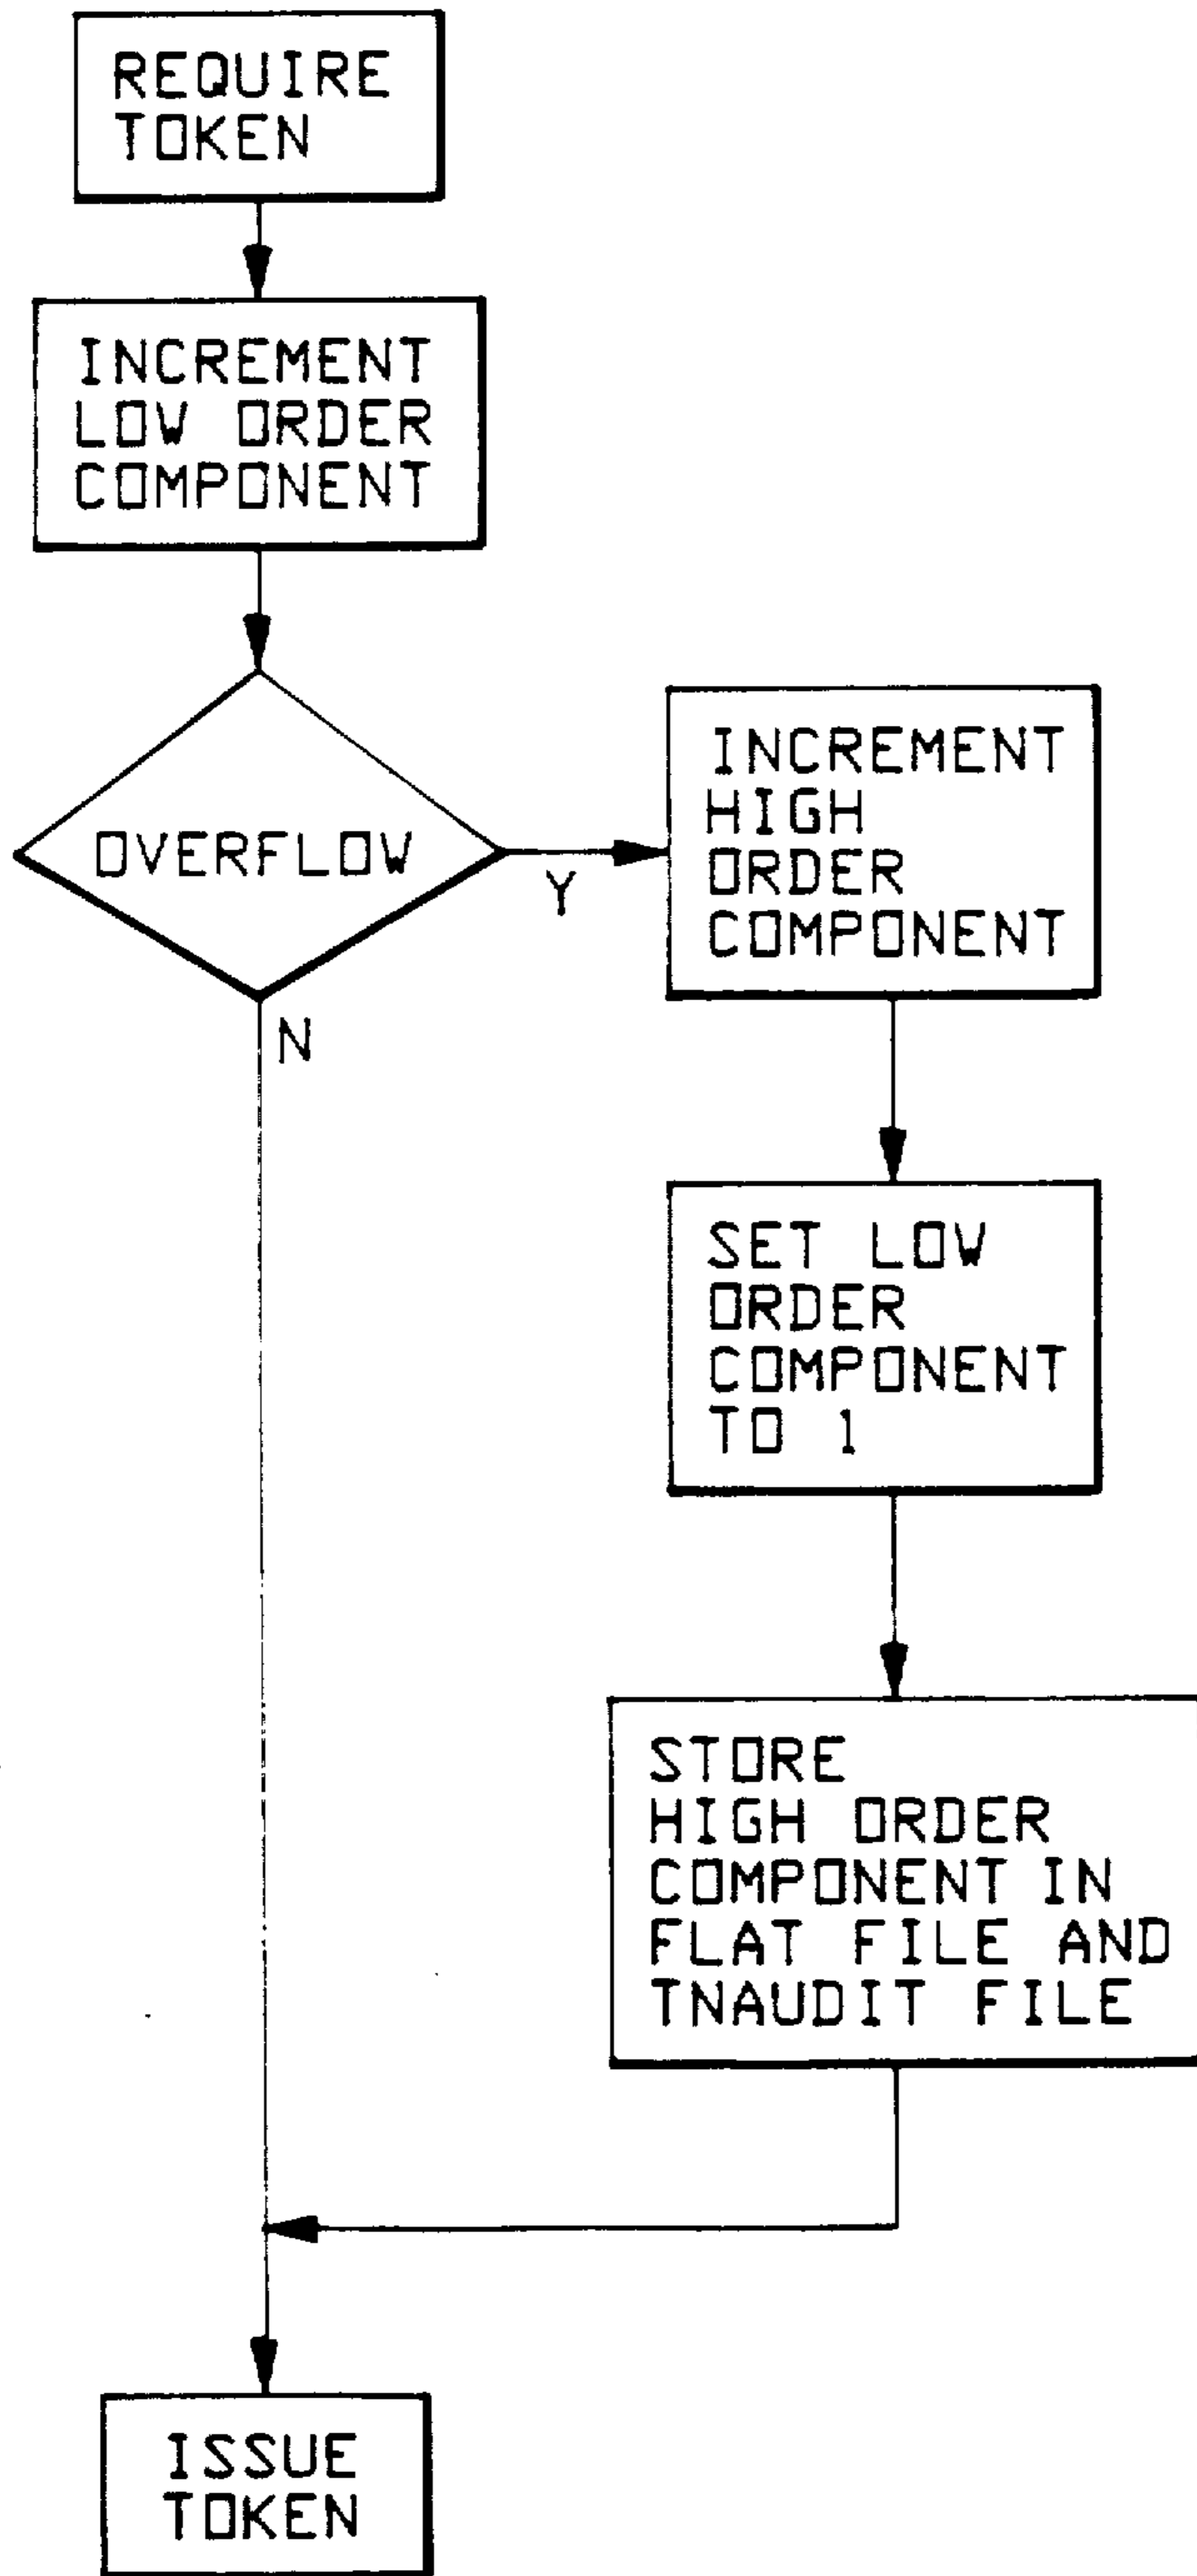 REQUIRE
TOKEN
INCREMENT
LOW ORDER
COMPONENT
OVERFLOW
Y
N
INCREMENT
HIGH
ORDER
COMPONENT
SET LOW
ORDER
COMPONENT
TO 1
STORE
HIGH ORDER
COMPONENT IN
FLAT FILE AND
TNAUDIT FILE
ISSUE
TOKEN